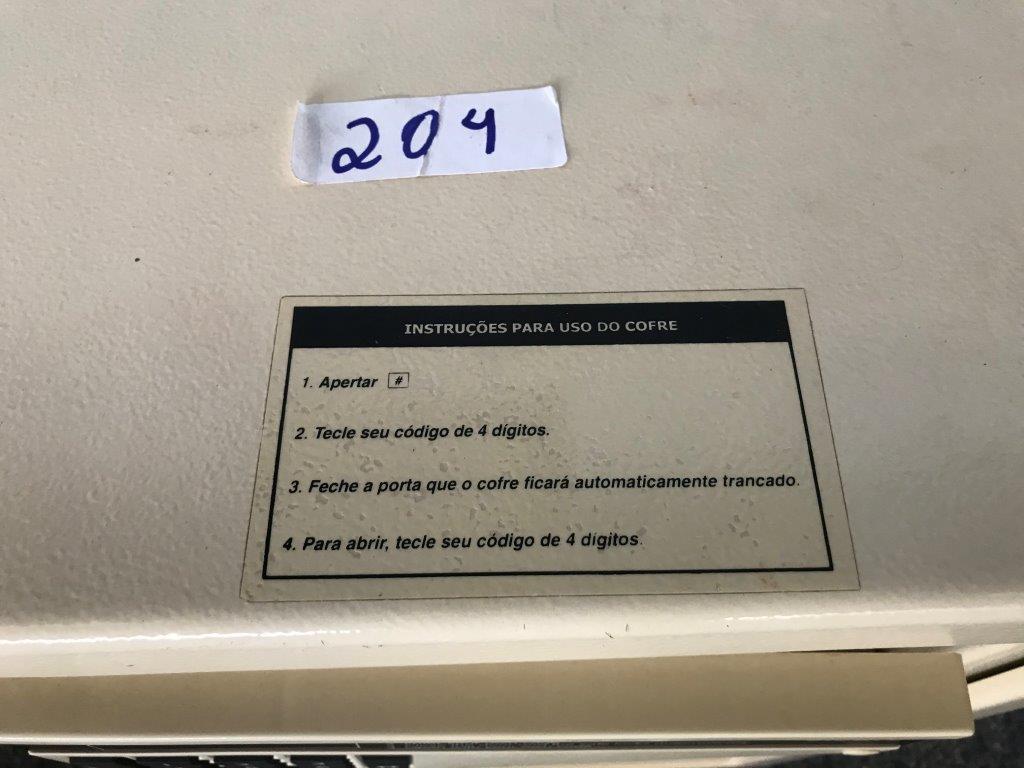 204
INSTRUÇÕES PARA USO DO COFRE
1. Apertar #
2. Tecle seu código de 4 dígitos.
3. Feche a porta que o cofre ficará automaticamente trancado.
4. Para abrir, tecle seu código de 4 digitos.